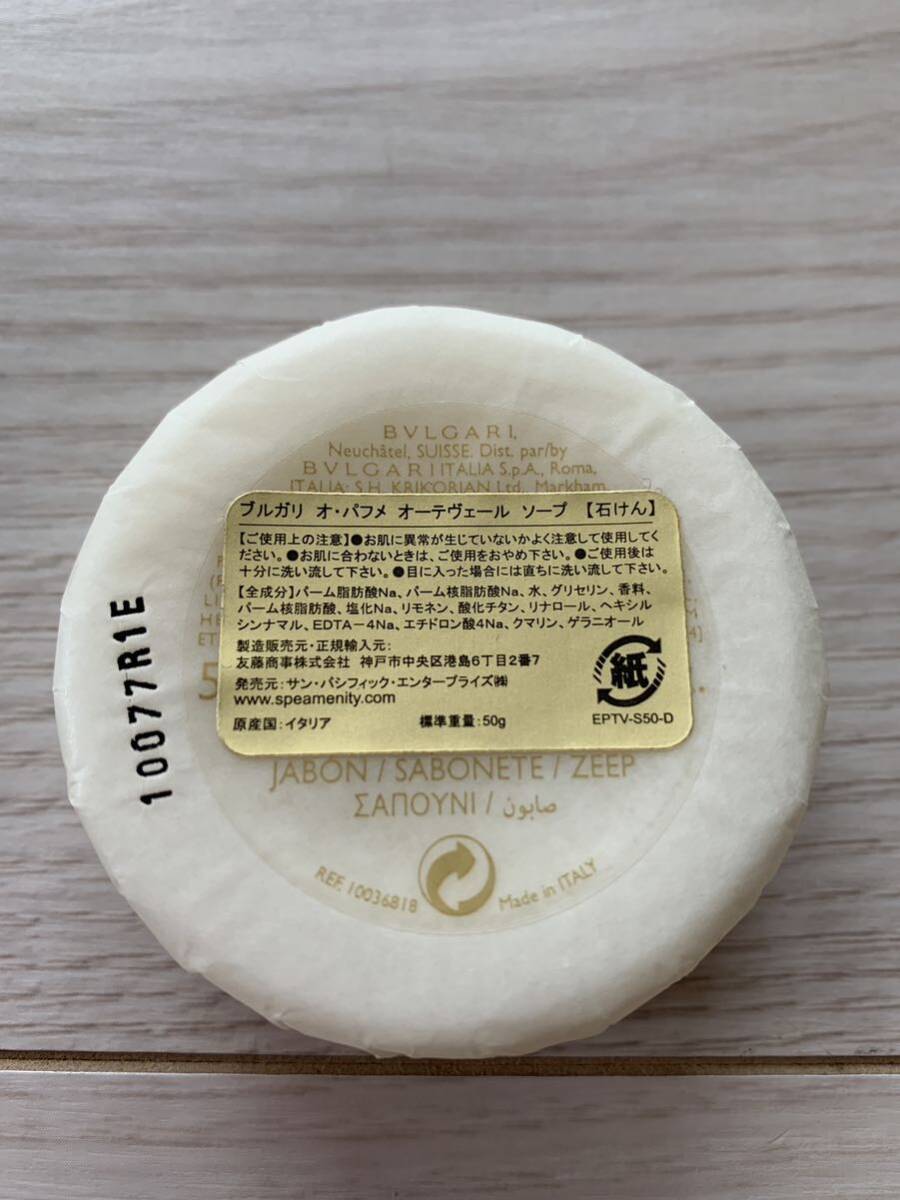 BVLGARI,
Neuchâtel, SUISSE. Dist. par/by
BVLGARI ITALIA S.p.A., Roma,
ITALIA; S.H. KRIKORIAN Ltd., Markham,
ブルガリ オ・パフメ オーテヴェール ソープ 【石けん】
【ご使用上の注意】●お肌に異常が生じていないかよく注意して使用してく
ださい。●お肌に合わないときは、ご使用をおやめ下さい。●ご使用後は
十分に洗い流して下さい。●目に入った場合には直ちに洗い流して下さい。
【全成分】パーム脂肪酸Na、パーム核脂肪酸Na、水、グリセリン、香料、
パーム核脂肪酸、塩化Na、リモネン、酸化チタン、リナロール、ヘキシル
シンナマル、EDTA－4Na、エチドロン酸4Na、クマリン、ゲラニオール
製造販売元・正規輸入元：
友藤商事株式会社 神戸市中央区港島6丁目2番7
発売元：サン・パシフィック・エンタープライズ㈱
www.speamenity.com
原産国：イタリア 標準重量：50g
紙
EPTV-S50-D
10077R1E
JABÓN / SABONETE / ZEEP
ΣΑΠΟΥΝΙ / صابون
REF. 10036818
Made in ITALY